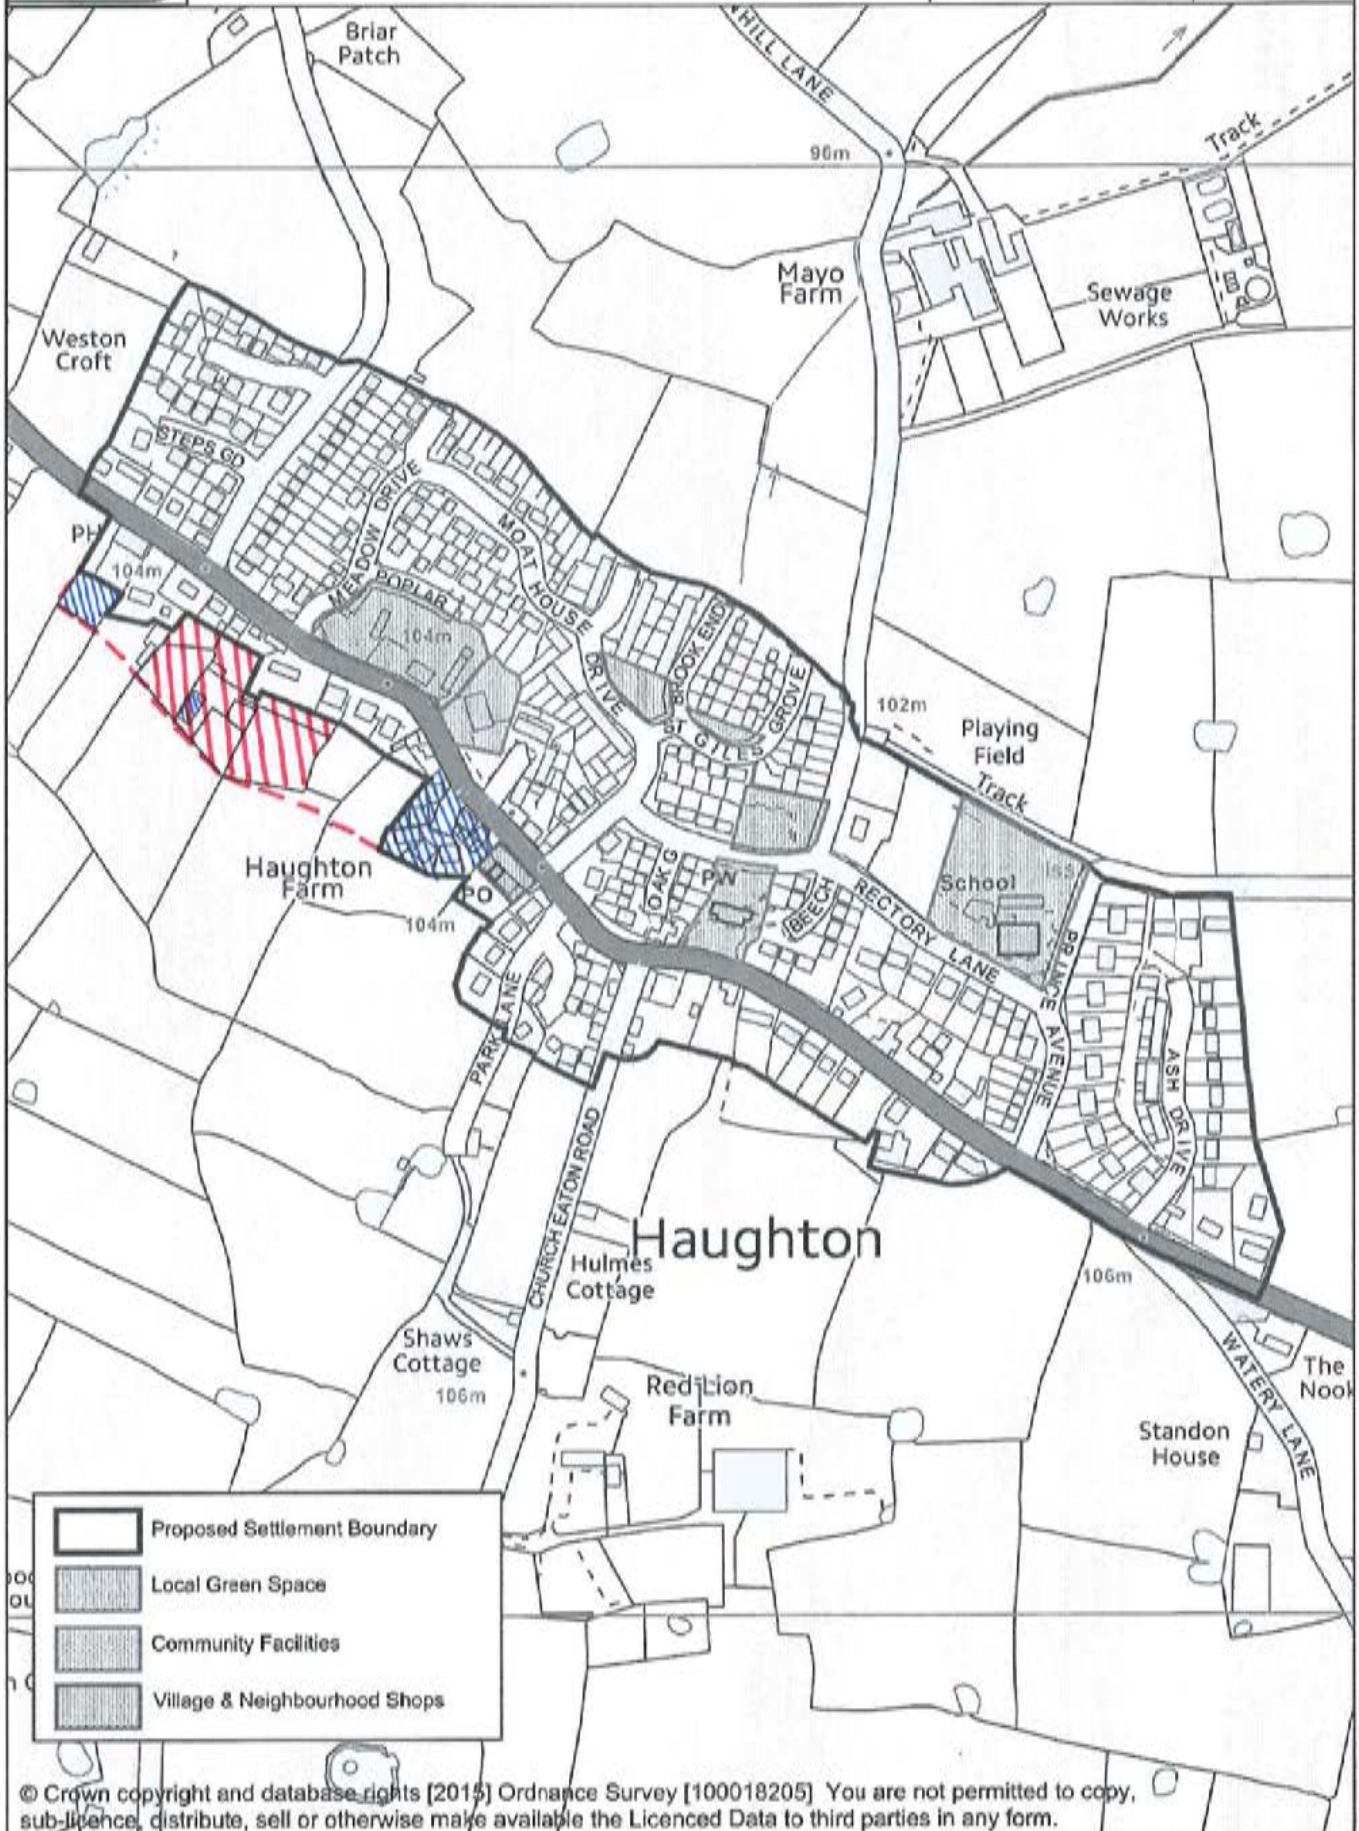 Briar
Patch
NHILL LANE
Track
96m
Mayo
Farm
Sewage
Works
Weston
Croft
STEPS GD
MEADOW DRIVE
MOAT HOUSE
DRIVE
PH
104m
POPLAR
104m
BROOK END
ST GILES
GROVE
102m
Playing
Field
Track
Haughton
Farm
PO
104m
OAK G
PW
BEECH
RECTORY LANE
School
PRINCE AVENUE
ASH DRIVE
PARK LANE
CHURCH EATON ROAD
Haughton
Hulmes
Cottage
106m
Shaws
Cottage
106m
Red Lion
Farm
WATERY LANE
The
Nook
Standon
House
Proposed Settlement Boundary
Local Green Space
Community Facilities
Village & Neighbourhood Shops
© Crown copyright and database rights [2015] Ordnance Survey [100018205] You are not permitted to copy,
sub-licence, distribute, sell or otherwise make available the Licenced Data to third parties in any form.